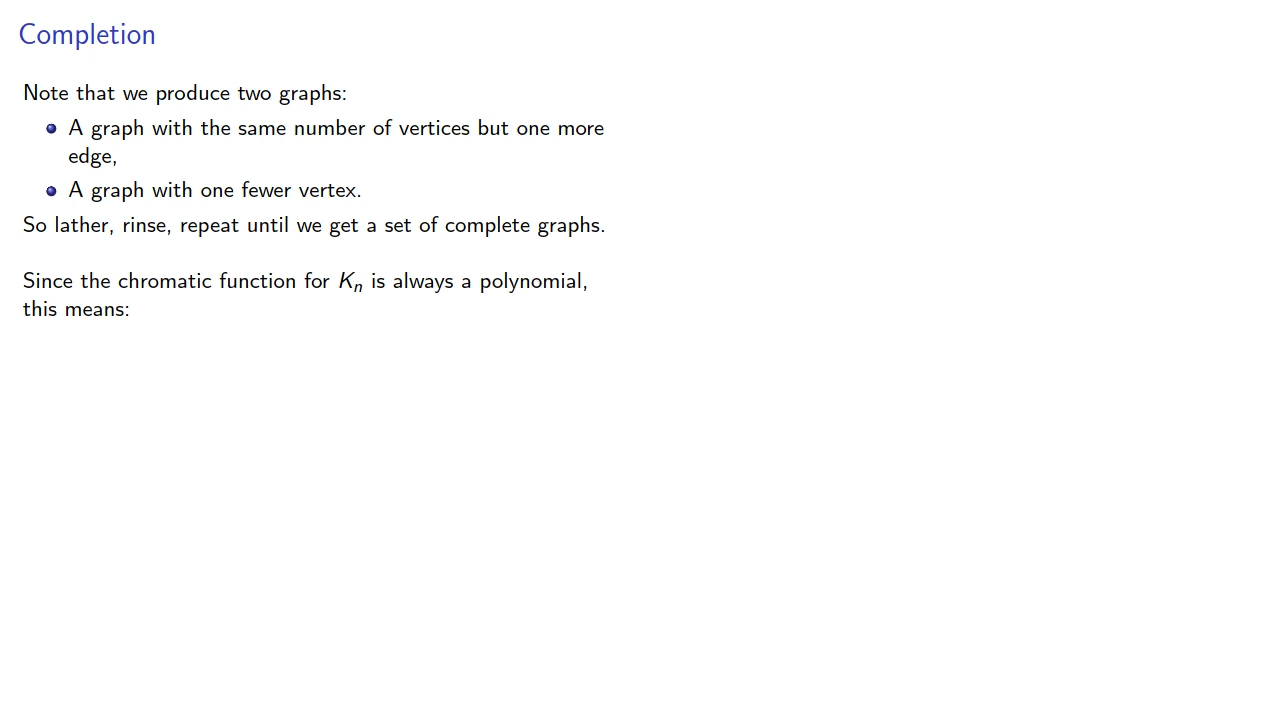 Completion
Note that we produce two graphs:
A graph with the same number of vertices but one more
edge,
A graph with one fewer vertex.
So lather, rinse, repeat until we get a set of complete graphs.
Since the chromatic function for Kₙ is always a polynomial,
this means: